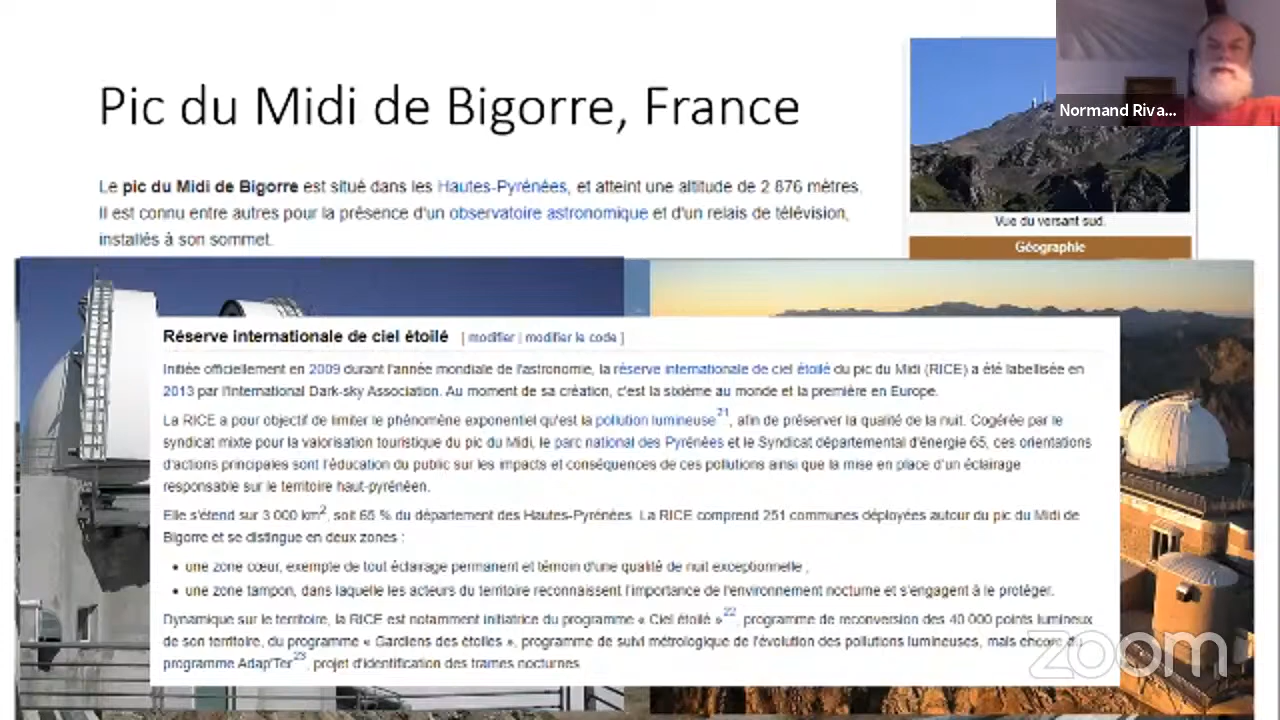 Normand Riva...
Pic du Midi de Bigorre, France
Le pic du Midi de Bigorre est situé dans les Hautes-Pyrénées, et atteint une altitude de 2 876 mètres.
Il est connu entre autres pour la présence d'un observatoire astronomique et d'un relais de télévision,
installés à son sommet.
Vue du versant sud.
Géographie
Réserve internationale de ciel étoilé [ modifier | modifier le code ]
Initiée officiellement en 2009 durant l'année mondiale de l'astronomie, la réserve internationale de ciel étoilé du pic du Midi (RICE) a été labellisée en
2013 par l'International Dark-sky Association. Au moment de sa création, c'est la sixième au monde et la première en Europe.
La RICE a pour objectif de limiter le phénomène exponentiel qu'est la pollution lumineuse21, afin de préserver la qualité de la nuit. Cogérée par le
syndicat mixte pour la valorisation touristique du pic du Midi, le parc national des Pyrénées et le Syndicat départemental d'énergie 65, ces orientations
d'actions principales sont l'éducation du public sur les impacts et conséquences de ces pollutions ainsi que la mise en place d'un éclairage
responsable sur le territoire haut-pyrénéen.
Elle s'étend sur 3 000 km2, soit 65 % du département des Hautes-Pyrénées. La RICE comprend 251 communes déployées autour du pic du Midi de
Bigorre et se distingue en deux zones :
• une zone cœur, exempte de tout éclairage permanent et témoin d'une qualité de nuit exceptionnelle ;
• une zone tampon, dans laquelle les acteurs du territoire reconnaissent l'importance de l'environnement nocturne et s'engagent à le protéger.
Dynamique sur le territoire, la RICE est notamment initiatrice du programme « Ciel étoilé »22, programme de reconversion des 40 000 points lumineux
de son territoire, du programme « Gardiens des étoiles », programme de suivi métrologique de l'évolution des pollutions lumineuses, mais encore du
programme Adap'Ter23, projet d'identification des trames nocturnes
zoom